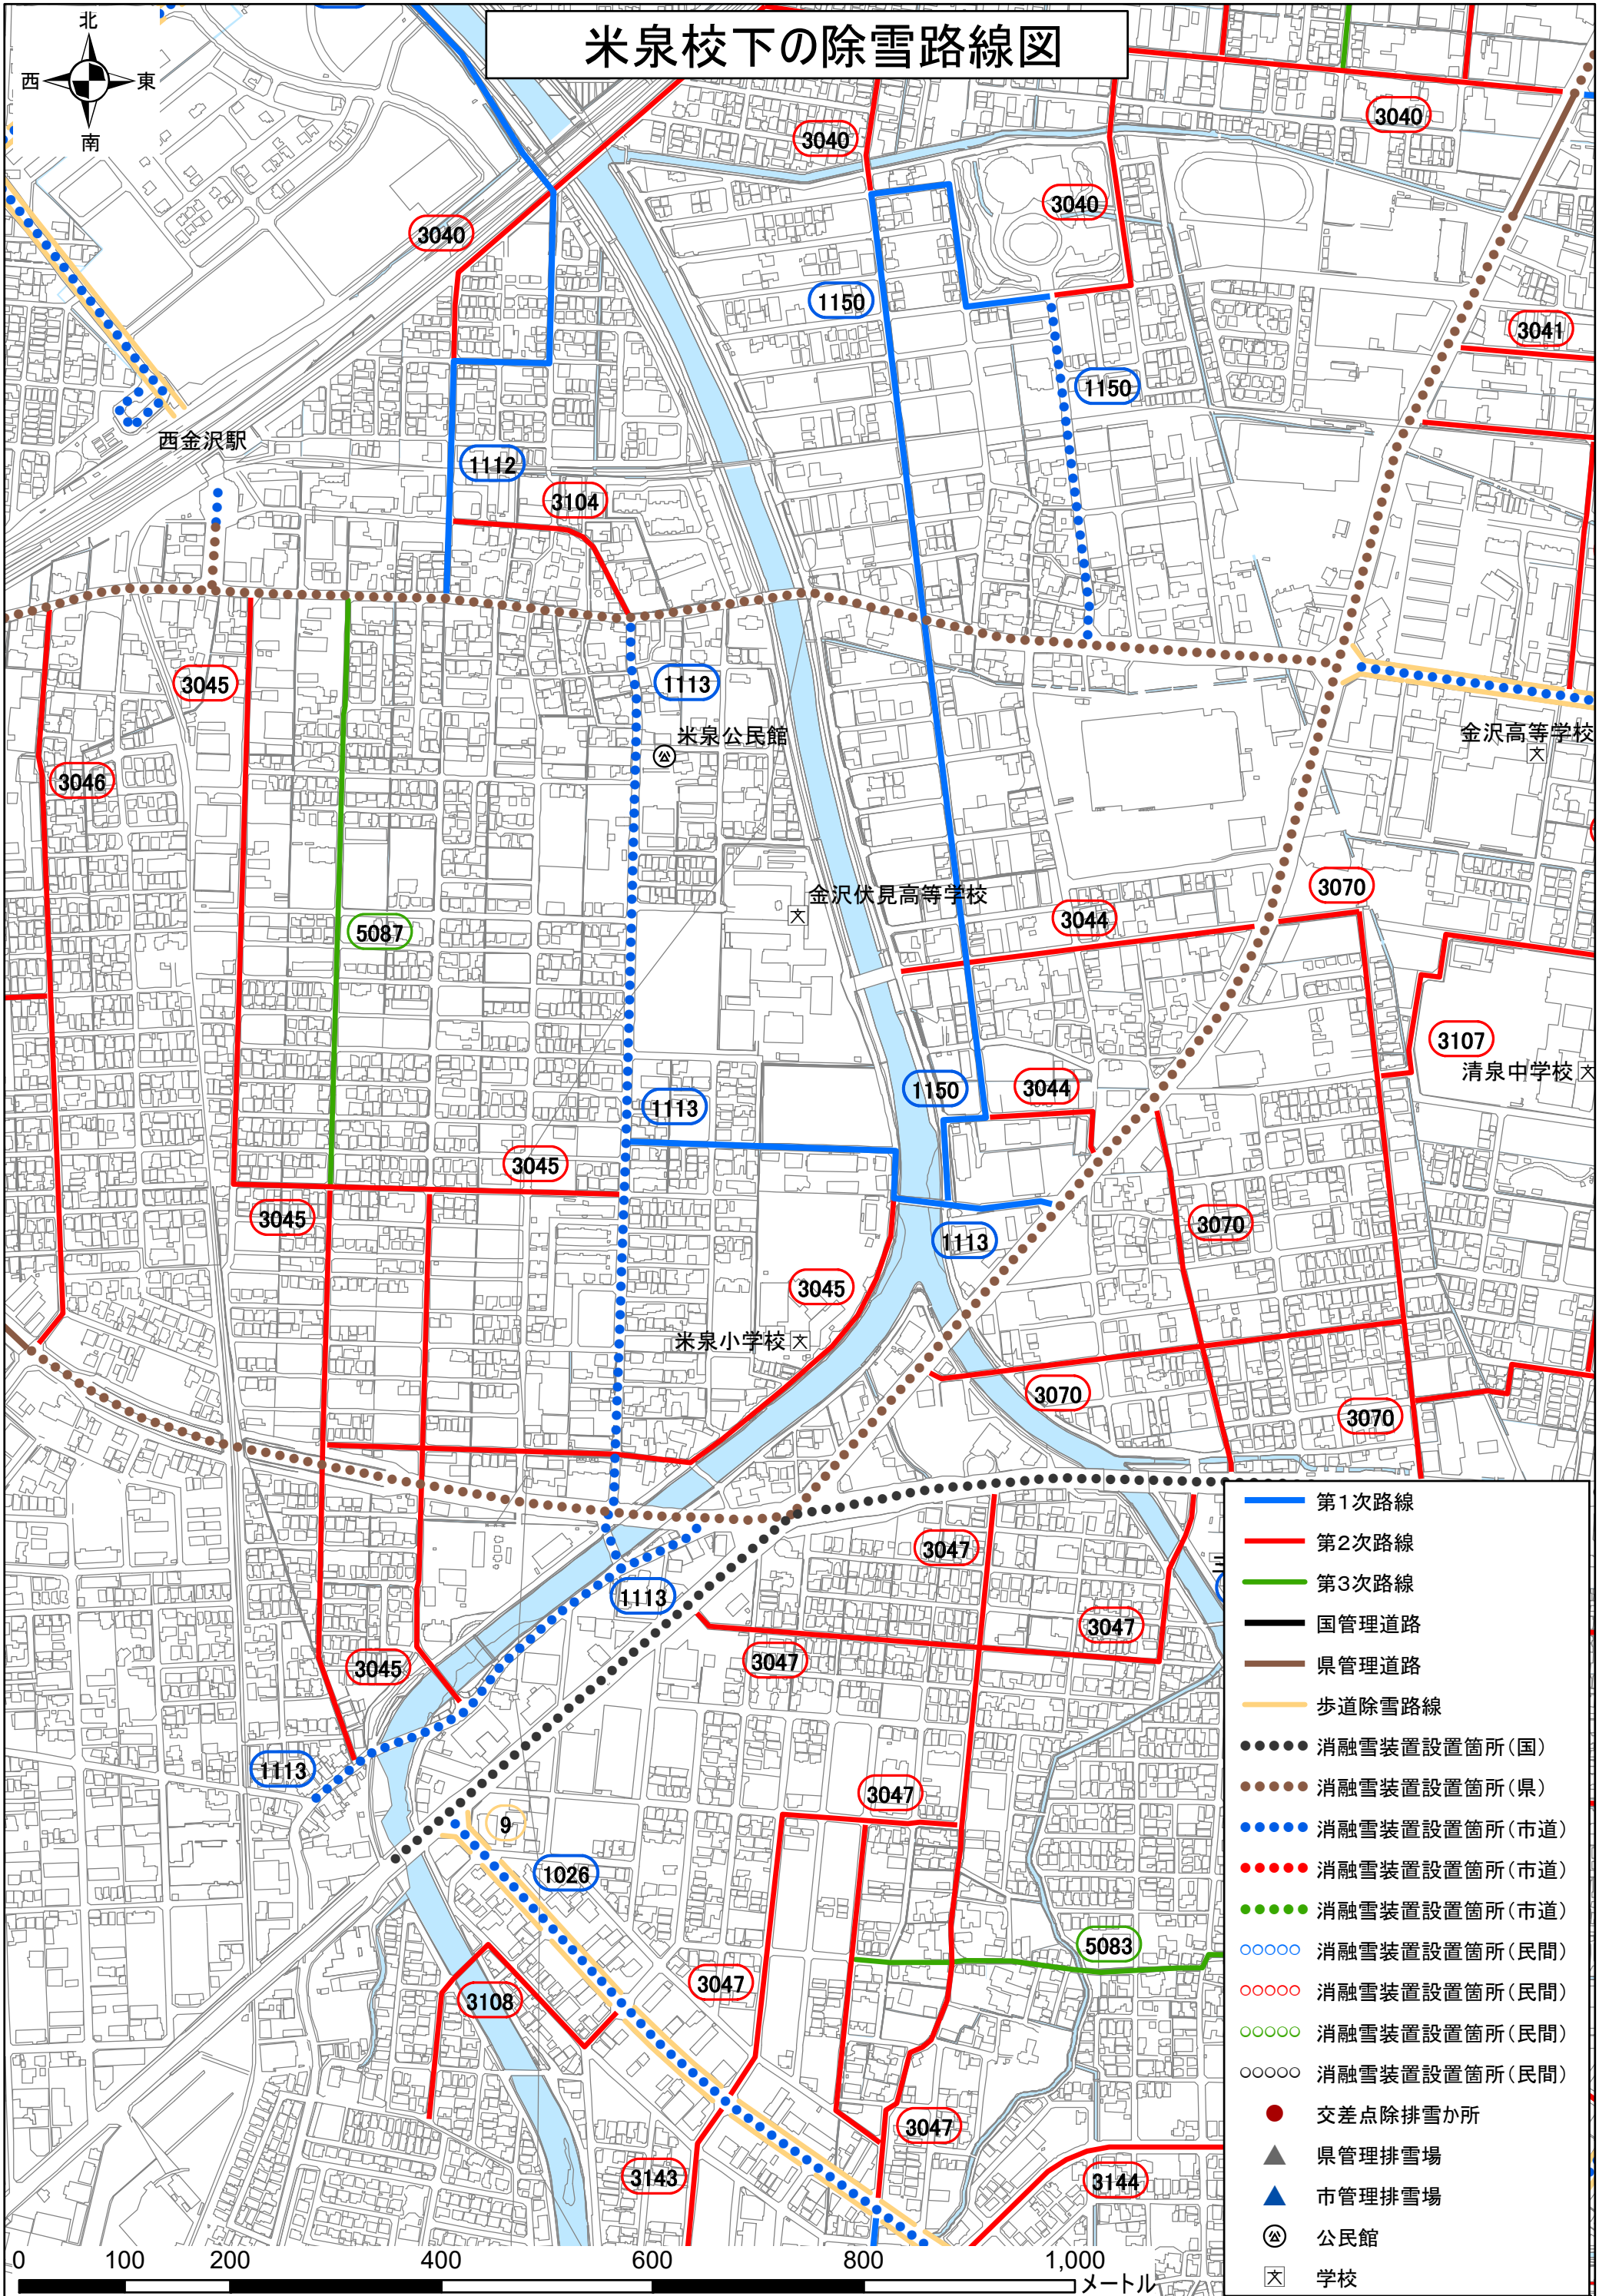 米泉校下の除雪路線図
北
西 東
南
3040
3040
3040
3040
1150
3041
1150
西金沢駅
1112
3104
3045
1113
米泉公民館
公
金沢高等学校
文
3046
金沢伏見高等学校
文
3070
3044
5087
3107
清泉中学校 文
1150
3044
1113
3045
3045
3070
1113
3045
米泉小学校 文
3070
3070
3047
1113
3047
3047
3045
1113
3047
9
1026
5083
3047
3108
3047
3143
3144
第1次路線
第2次路線
第3次路線
国管理道路
県管理道路
歩道除雪路線
消融雪装置設置箇所(国)
消融雪装置設置箇所(県)
消融雪装置設置箇所(市道)
消融雪装置設置箇所(市道)
消融雪装置設置箇所(市道)
消融雪装置設置箇所(民間)
消融雪装置設置箇所(民間)
消融雪装置設置箇所(民間)
消融雪装置設置箇所(民間)
交差点除排雪か所
県管理排雪場
市管理排雪場
公 公民館
文 学校
0 100 200 400 600 800 1,000
メートル